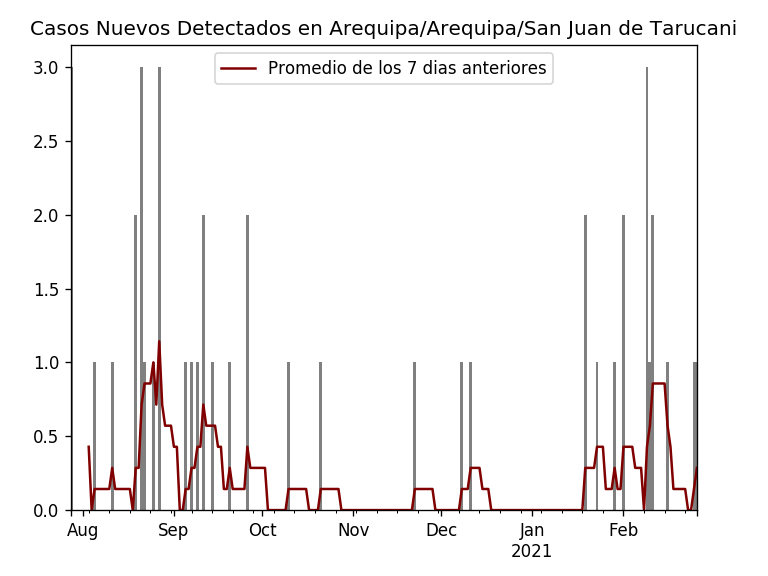 Casos Nuevos Detectados en Arequipa/Arequipa/San Juan de Tarucani
Promedio de los 7 dias anteriores
3.0
2.5
2.0
1.5
1.0
0.5
0.0
Aug Sep Oct Nov Dec Jan Feb
2021